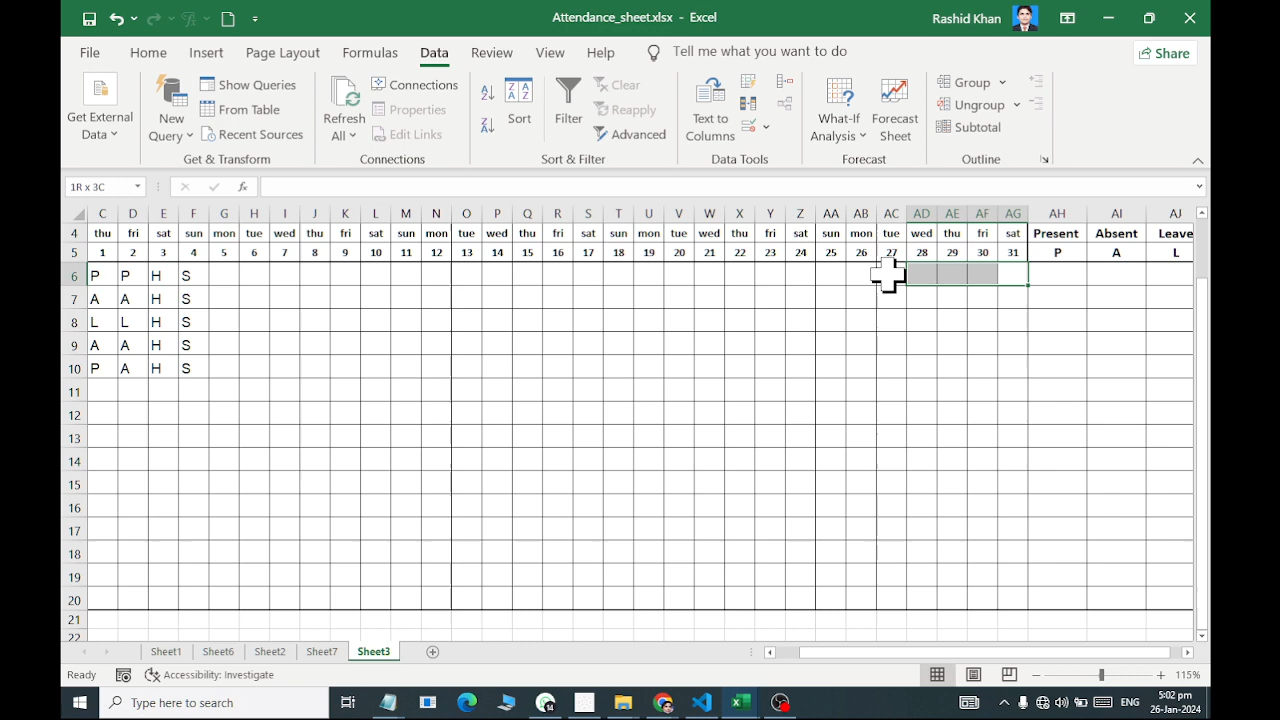 Attendance_sheet.xlsx - Excel
Rashid Khan
File Home Insert Page Layout Formulas Data Review View Help Tell me what you want to do Share
Get External Data
New Query
Show Queries
From Table
Recent Sources
Get & Transform
Refresh All
Connections
Properties
Edit Links
Connections
Sort
Filter
Clear
Reapply
Advanced
Sort & Filter
Text to Columns
Data Tools
What-If Analysis
Forecast Sheet
Forecast
Group
Ungroup
Subtotal
Outline
1R x 3C fx
C D E F G H I J K L M N O P Q R S T U V W X Y Z AA AB AC AD AE AF AG AH AI AJ
4 thu fri sat sun mon tue wed thu fri sat sun mon tue wed thu fri sat sun mon tue wed thu fri sat sun mon tue wed thu fri sat Present Absent Leave
5 1 2 3 4 5 6 7 8 9 10 11 12 13 14 15 16 17 18 19 20 21 22 23 24 25 26 27 28 29 30 31 P A L
6 P P H S
7 A A H S
8 L L H S
9 A A H S
10 P A H S
11
12
13
14
15
16
17
18
19
20
21
22
Sheet1 Sheet6 Sheet2 Sheet7 Sheet3
Ready Accessibility: Investigate 115%
Type here to search
ENG
5:02 pm
26-Jan-2024